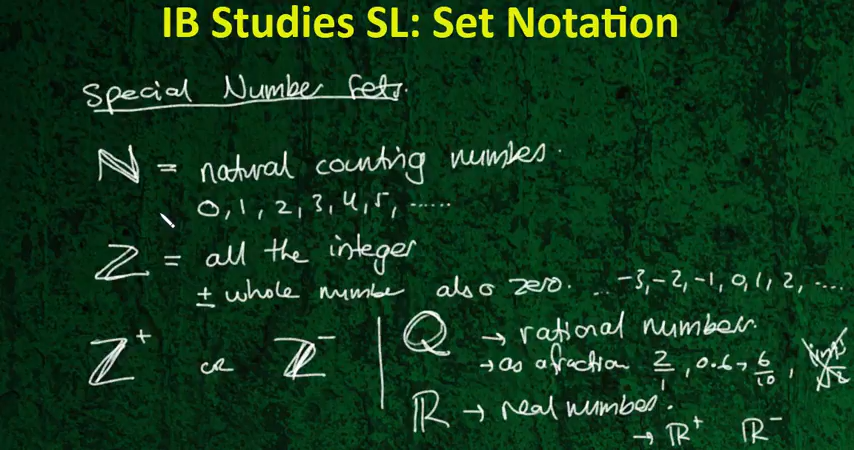 IB Studies SL: Set Notation
Special Number Sets.
ℕ = natural counting numbers.
0, 1, 2, 3, 4, 5, ......
ℤ = all the integer
± whole number also zero. ... -3, -2, -1, 0, 1, 2, ....
ℤ⁺ or ℤ⁻
ℚ → rational numbers.
→ as a fraction 2/1, 0.6 → 6/10,
ℝ → real number.
→ ℝ⁺ ℝ⁻